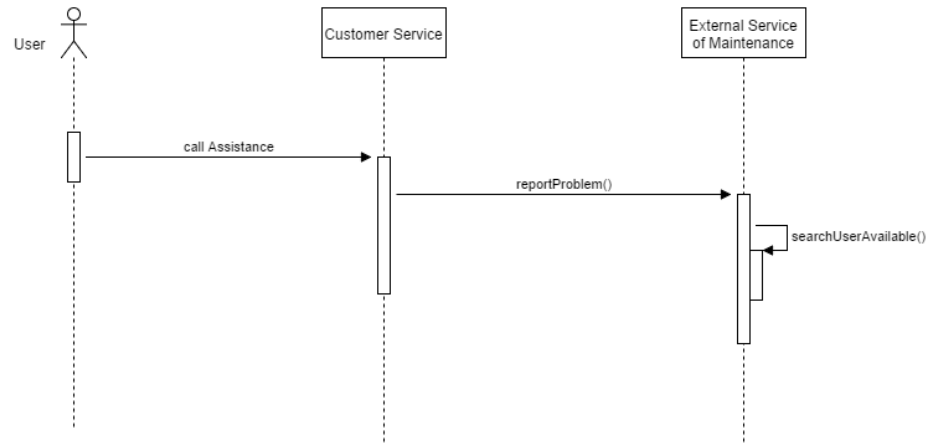 User
Customer Service
External Service
of Maintenance
call Assistance
reportProblem()
searchUserAvailable()